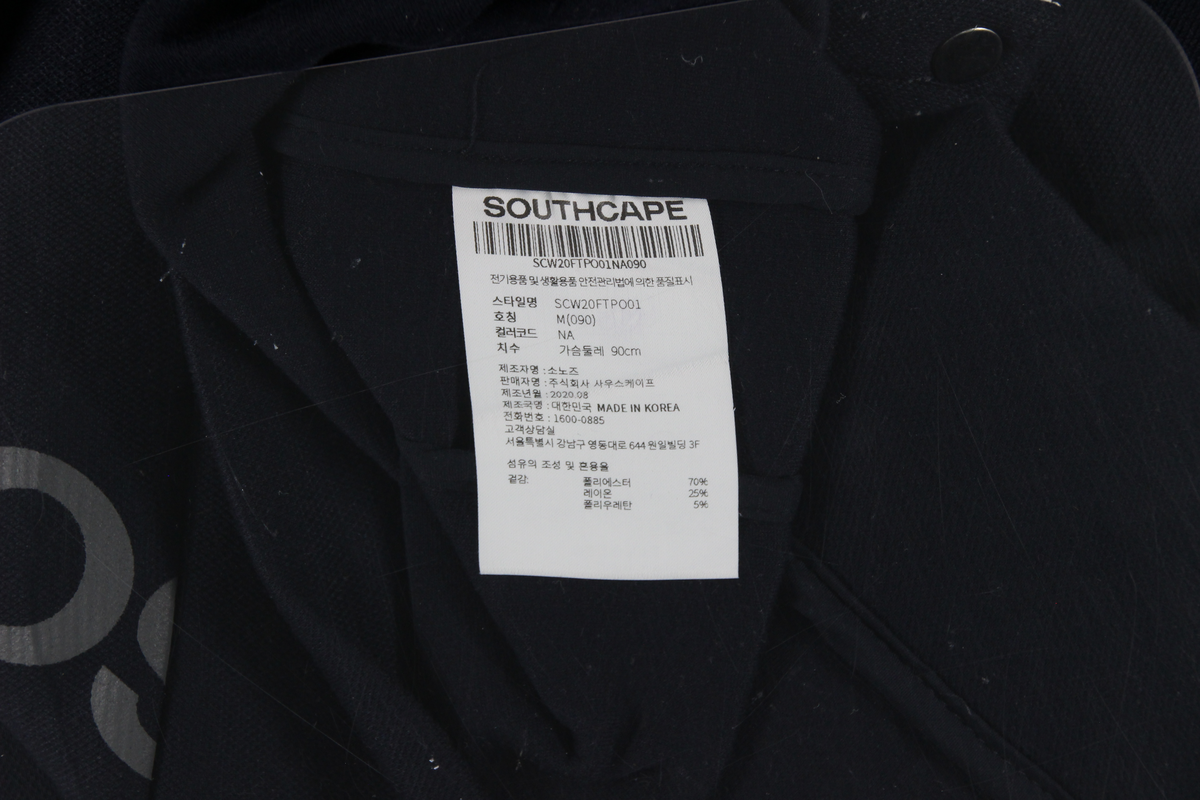 SOUTHCAPE
SCW20FTPO01NA090
전기용품 및 생활용품 안전관리법에 의한 품질표시
스타일명 SCW20FTPO01
호칭 M(090)
컬러코드 NA
치수 가슴둘레 90cm
제조자명 : 소노즈
판매자명 : 주식회사 사우스케이프
제조년월 : 2020.08
제조국명 : 대한민국 MADE IN KOREA
전화번호 : 1600-0885
고객상담실
서울특별시 강남구 영동대로 644 원일빌딩 3F
섬유의 조성 및 혼용율
겉감: 폴리에스터 70%
레이온 25%
폴리우레탄 5%